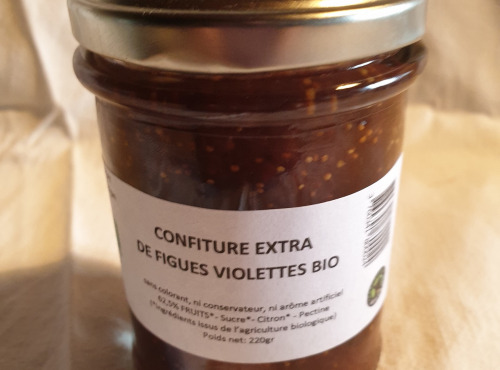 CONFITURE EXTRA
DE FIGUES VIOLETTES BIO
sans colorant, ni conservateur, ni arôme artificiel
62,5% FRUITS*- Sucre*- Citron* - Pectine
(*ingrédients issus de l'agriculture biologique)
Poids net: 220gr